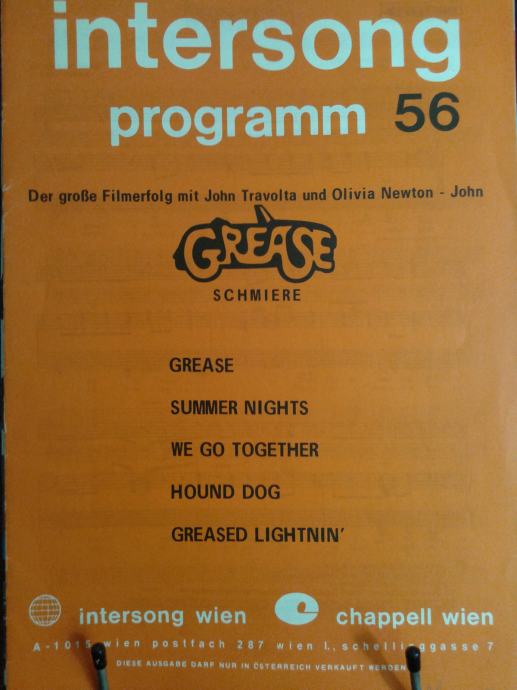 intersong
programm 56
Der große Filmerfolg mit John Travolta und Olivia Newton - John
GREASE
SCHMIERE
GREASE
SUMMER NIGHTS
WE GO TOGETHER
HOUND DOG
GREASED LIGHTNIN'
intersong wien chappell wien
A-1015 wien postfach 287 wien I., schellinggasse 7
DIESE AUSGABE DARF NUR IN ÖSTERREICH VERKAUFT WERDEN